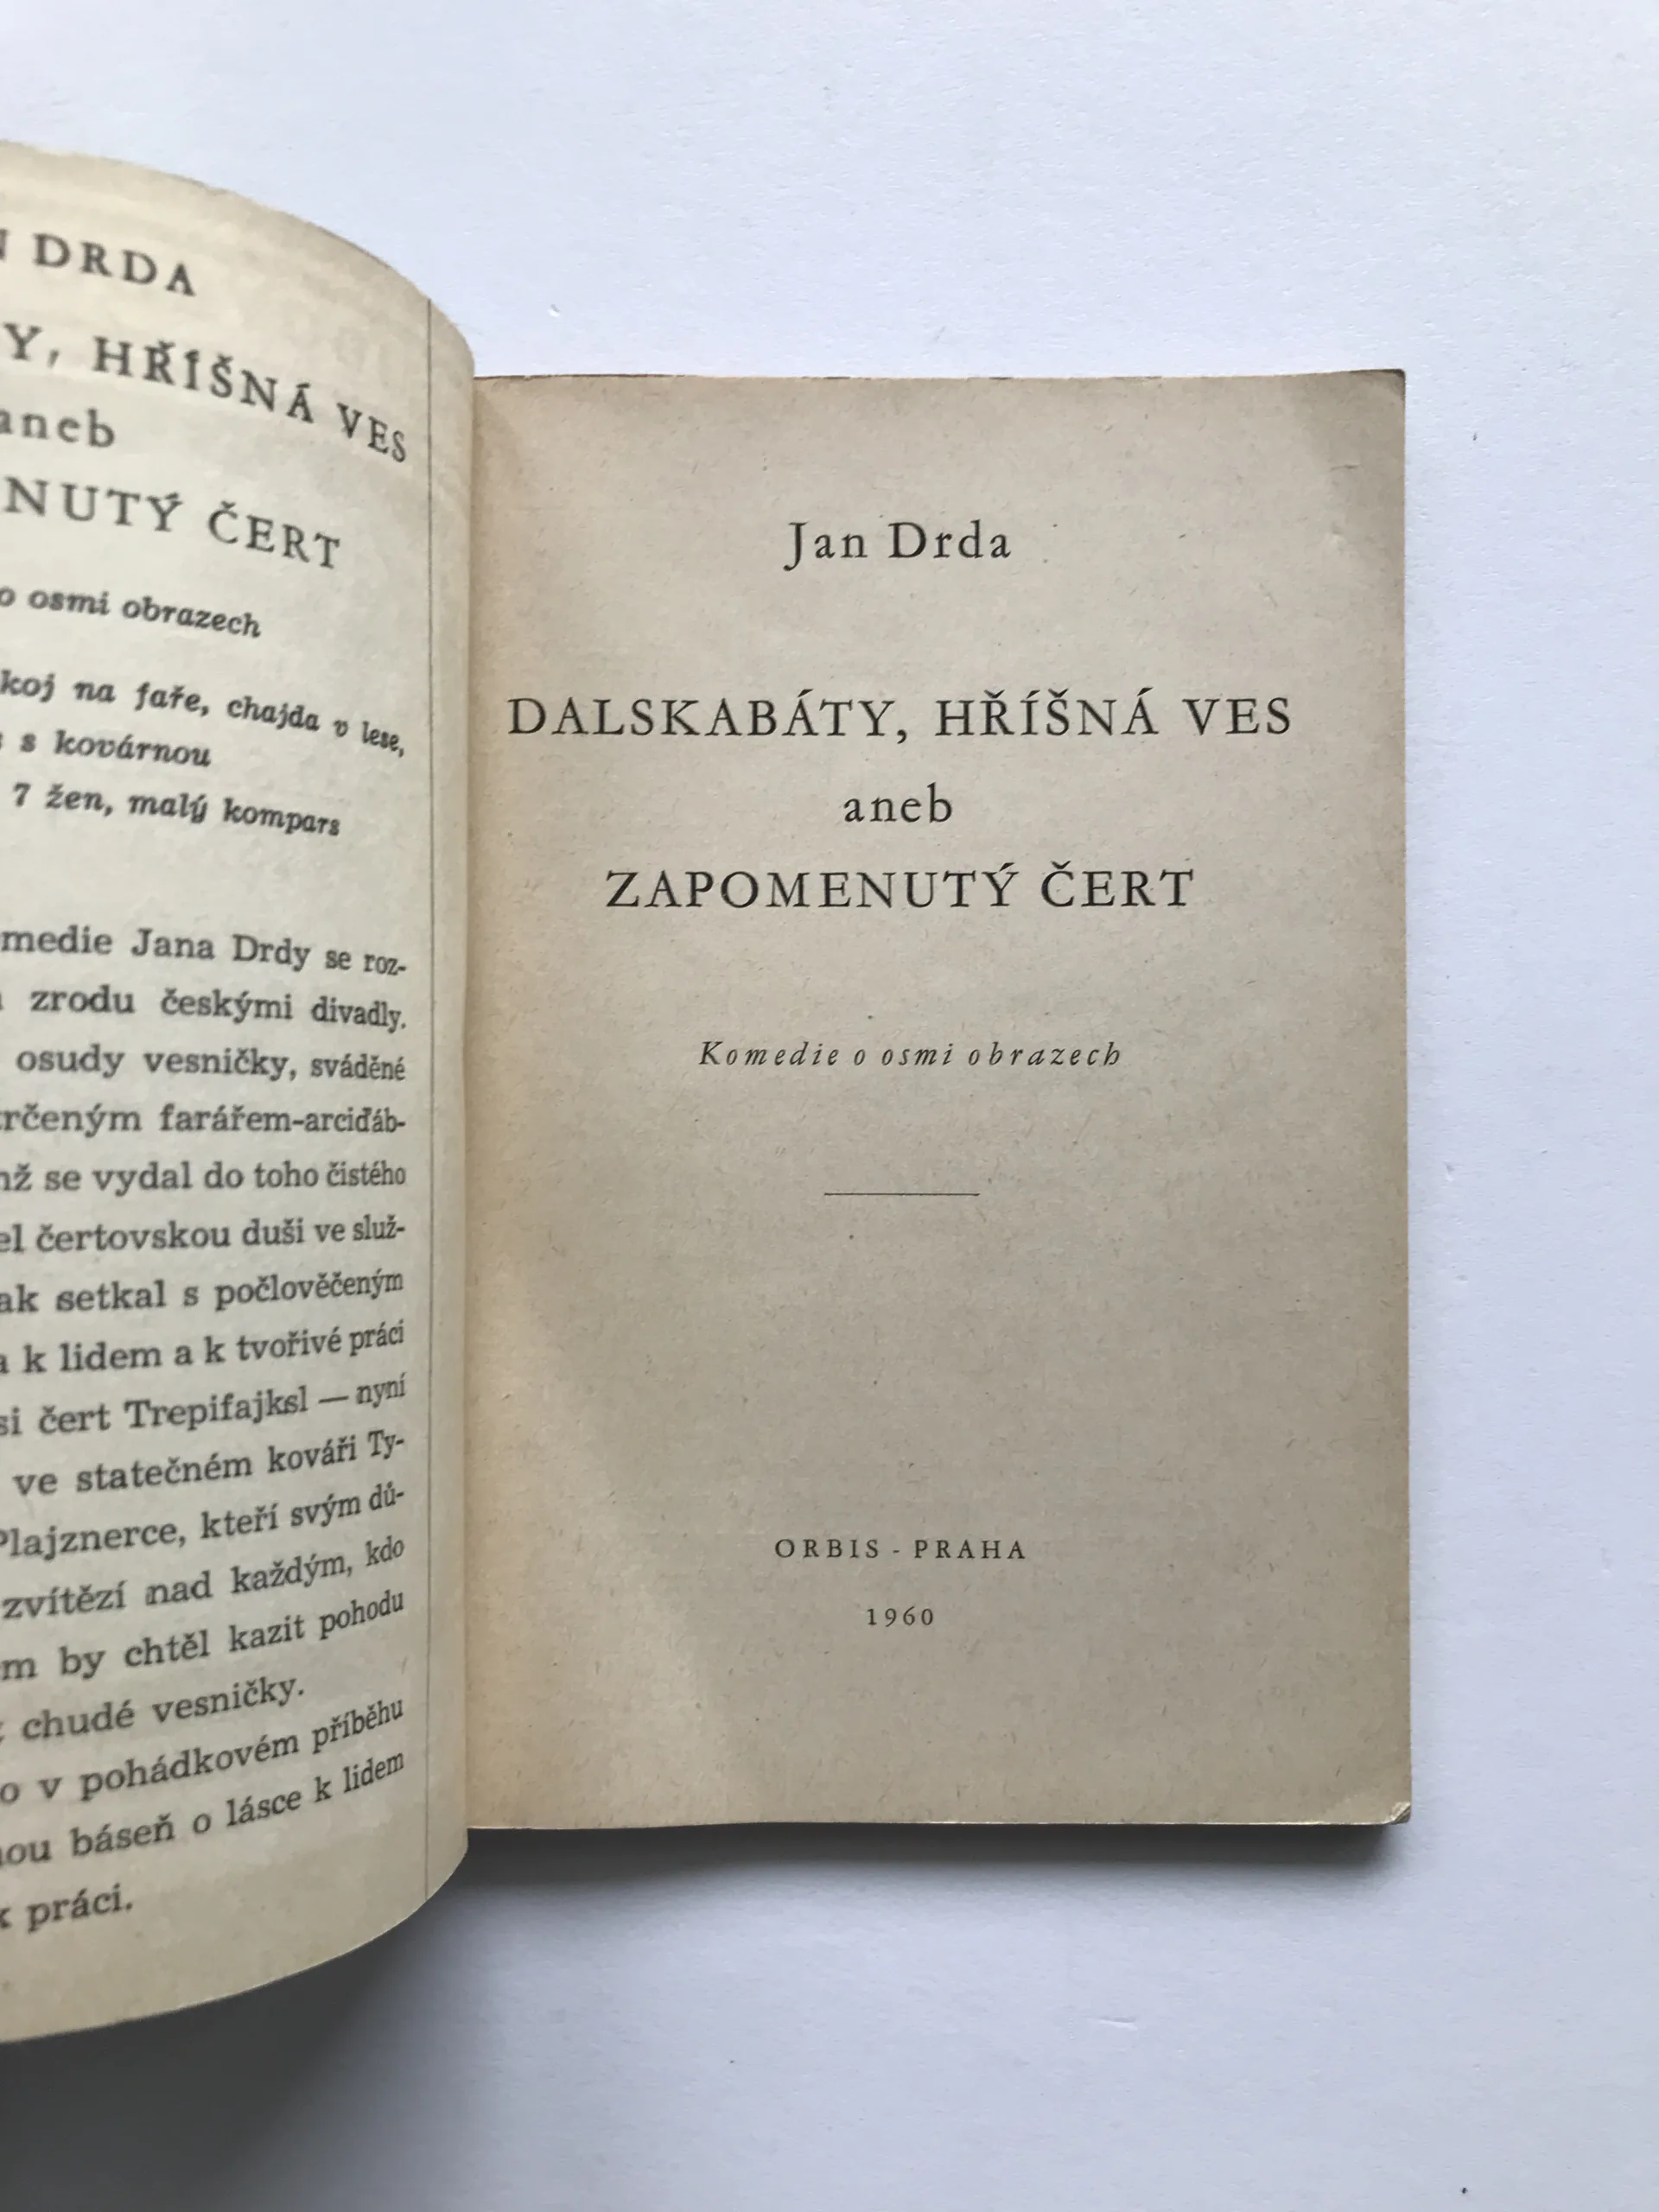 DRDA
Y, HŘÍŠNÁ VES
aneb
NUTÝ ČERT
o osmi obrazech
koj na faře, chajda v lese,
s kovárnou
7 žen, malý kompars
medie Jana Drdy se roz-
zrodu českými divadly.
osudy vesničky, sváděné
rčeným farářem-arciďáb-
nž se vydal do toho čistého
el čertovskou duši ve služ-
ak setkal s počlověčeným
k lidem a k tvořivé práci
si čert Trepifajksl — nyní
ve statečném kováři Ty-
Plajznerce, kteří svým dů-
zvítězí nad každým, kdo
m by chtěl kazit pohodu
chudé vesničky.
o v pohádkovém příběhu
nou báseň o lásce k lidem
k práci.
Jan Drda
DALSKABÁTY, HŘÍŠNÁ VES
aneb
ZAPOMENUTÝ ČERT
Komedie o osmi obrazech
ORBIS - PRAHA
1960